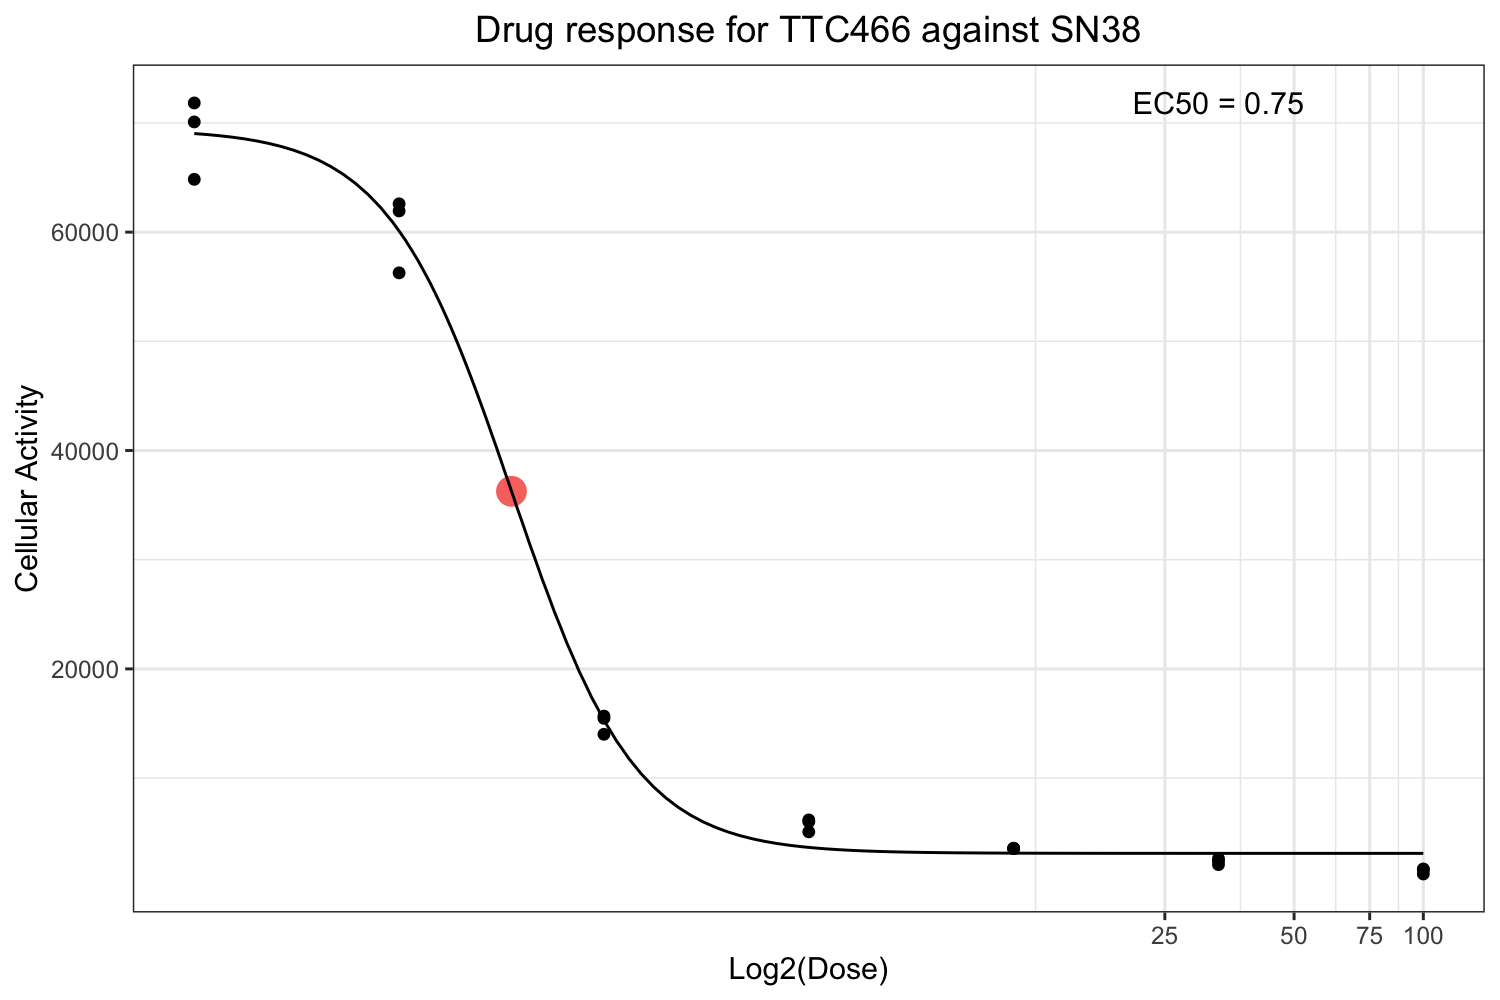 Drug response for TTC466 against SN38
EC50 = 0.75
Cellular Activity
60000
40000
20000
25 50 75 100
Log2(Dose)